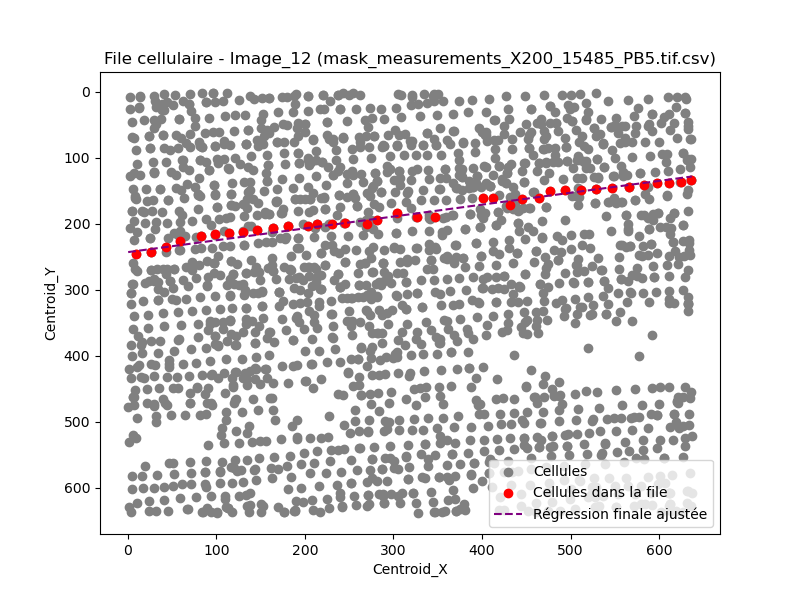 File cellulaire - Image_12 (mask_measurements_X200_15485_PB5.tif.csv)
0
100
200
300
400
500
600
Centroid_Y
Cellules
Cellules dans la file
Régression finale ajustée
0 100 200 300 400 500 600
Centroid_X